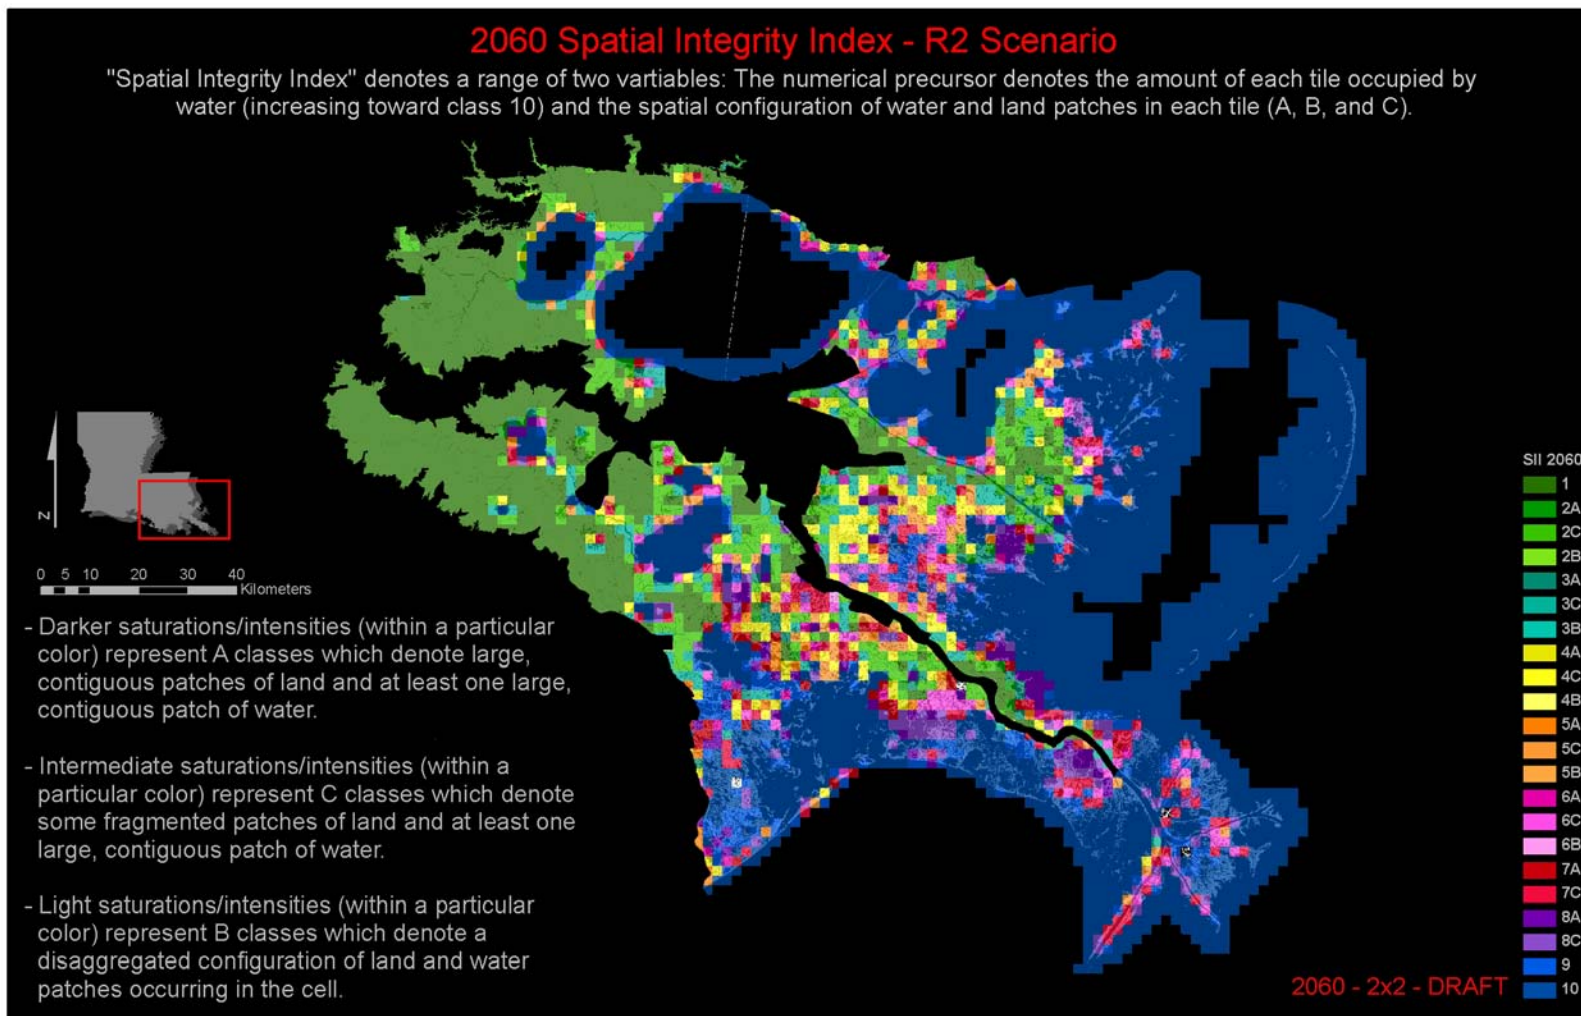 2060 Spatial Integrity Index - R2 Scenario
"Spatial Integrity Index" denotes a range of two vartiables: The numerical precursor denotes the amount of each tile occupied by
water (increasing toward class 10) and the spatial configuration of water and land patches in each tile (A, B, and C).
N
0 5 10 20 30 40
Kilometers
- Darker saturations/intensities (within a particular
color) represent A classes which denote large,
contiguous patches of land and at least one large,
contiguous patch of water.
- Intermediate saturations/intensities (within a
particular color) represent C classes which denote
some fragmented patches of land and at least one
large, contiguous patch of water.
- Light saturations/intensities (within a particular
color) represent B classes which denote a
disaggregated configuration of land and water
patches occurring in the cell.
SII 2060
1
2A
2C
2B
3A
3C
3B
4A
4C
4B
5A
5C
5B
6A
6C
6B
7A
7C
8A
8C
9
10
2060 - 2x2 - DRAFT